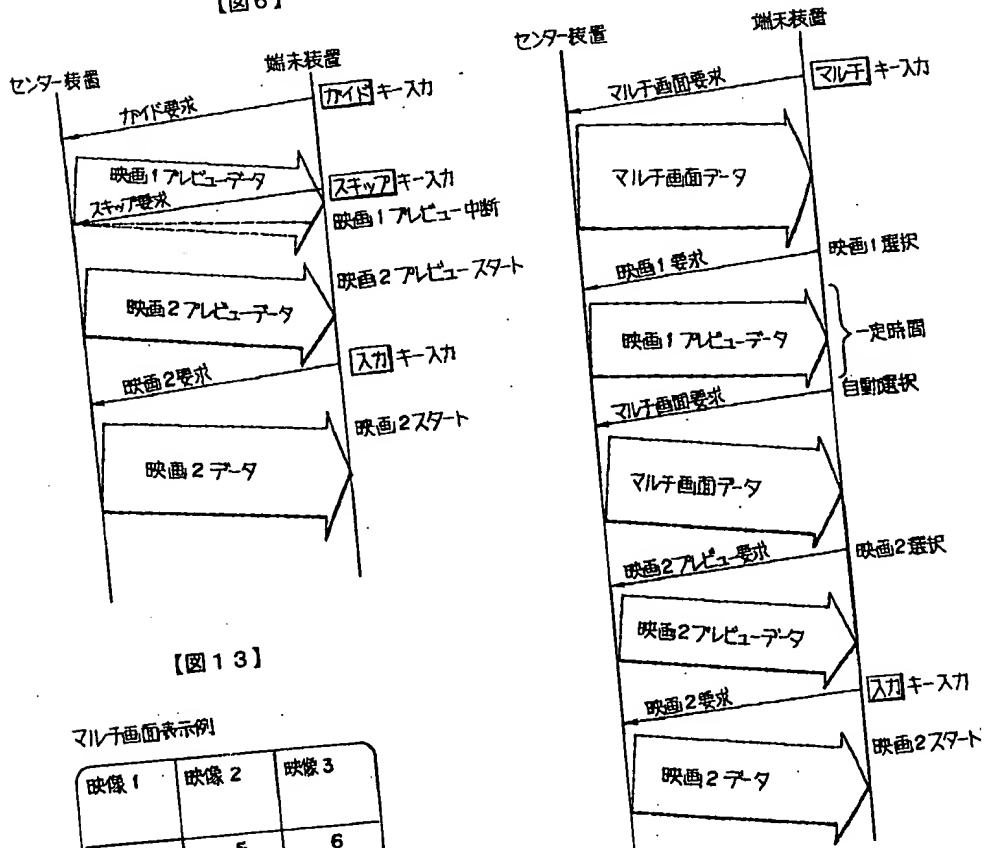 【図6】
センター装置
端末装置
ガイド キー入力
ガイド要求
映画1プレビューデータ
スキップ キー入力
スキップ要求
映画1プレビュー中断
映画2プレビュースタート
映画2プレビューデータ
入力 キー入力
映画2要求
映画2スタート
映画2データ
【図13】
マルチ画面表示例
映像1
映像2
映像3
5
6
センター装置
端末装置
マルチ キー入力
マルチ画面要求
マルチ画面データ
映画1選択
映画1要求
映画1プレビューデータ
一定時間
自動選択
マルチ画面要求
マルチ画面データ
映画2選択
映画2プレビュー要求
映画2プレビューデータ
入力 キー入力
映画2要求
映画2スタート
映画2データ